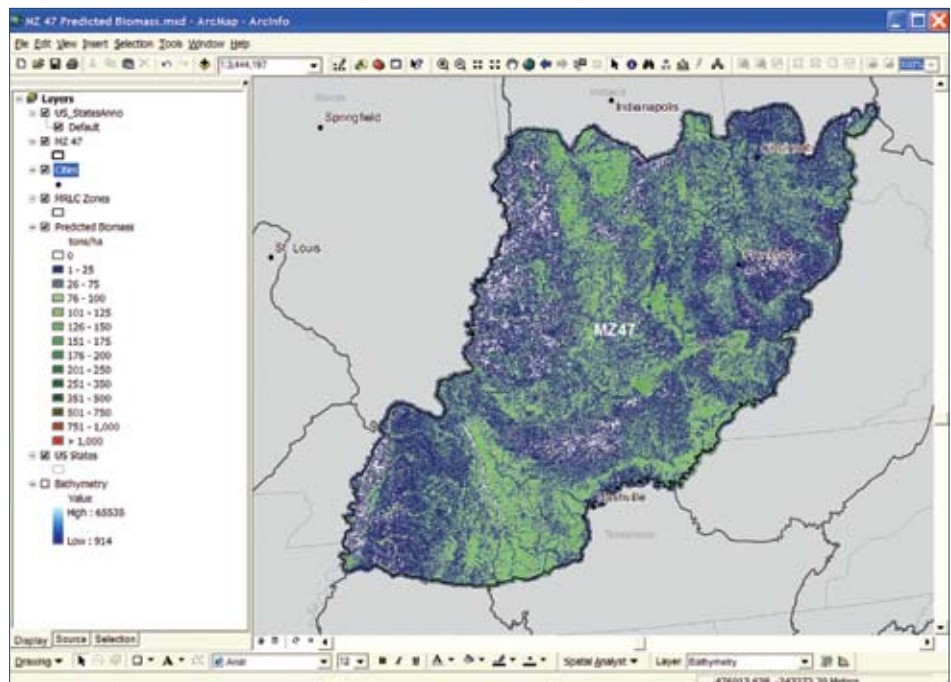 MZ 47 Predicted Biomass.mxd - ArcMap - ArcInfo
File Edit View Insert Selection Tools Window Help
1:3,444,197
100%
Layers
US_StatesAnno
Default
MZ 47
Cities
MRLC Zones
Predicted Biomass
tons/ha
0
1 - 25
26 - 75
76 - 100
101 - 125
126 - 150
151 - 175
176 - 200
201 - 250
251 - 350
351 - 500
501 - 750
751 - 1,000
> 1,000
US States
Bathymetry
Value
High : 65535
Low : 914
Springfield
Indianapolis
St. Louis
MZ47
Nashville
Tennessee
Display Source Selection
Drawing
Arial
12
B I U
A
Spatial Analyst
Layer: Bathymetry